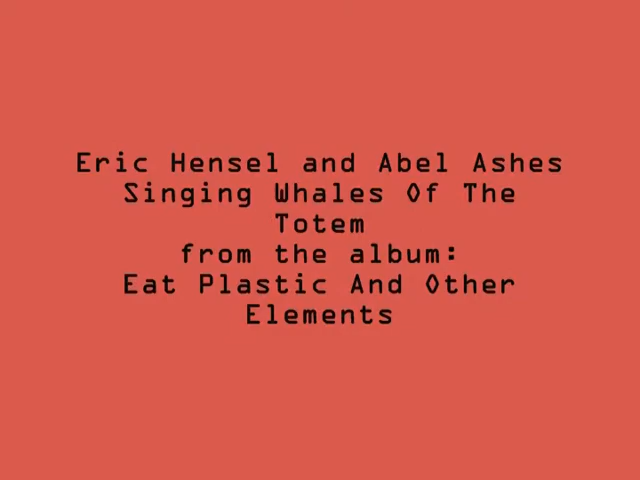 Eric Hensel and Abel Ashes
Singing Whales Of The
Totem
from the album:
Eat Plastic And Other
Elements